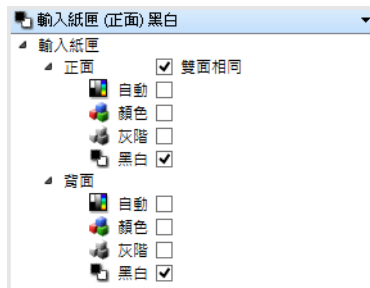 輸入紙匣 (正面) 黑白
輸入紙匣
正面 雙面相同
自動
顏色
灰階
黑白
背面
自動
顏色
灰階
黑白